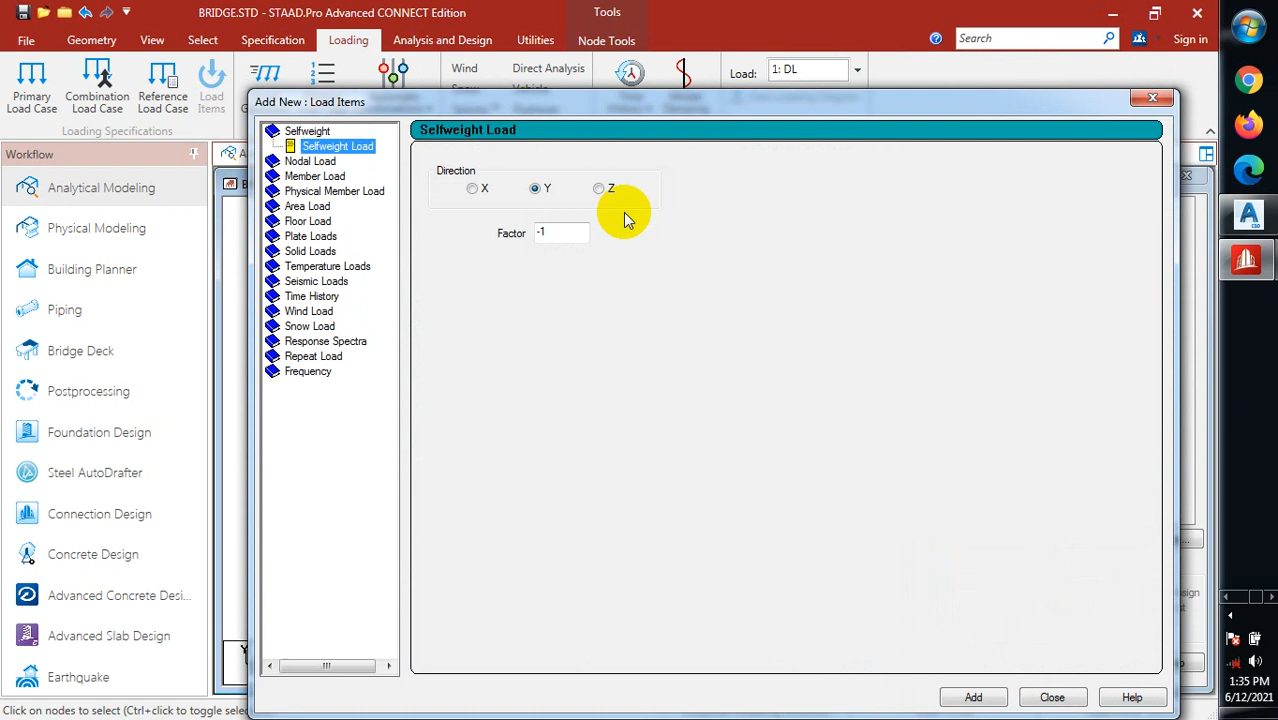 BRIDGE.STD - STAAD.Pro Advanced CONNECT Edition
Tools
File
Geometry
View
Select
Specification
Loading
Analysis and Design
Utilities
Node Tools
Search
Sign in
Primary
Load Case
Combination
Load Case
Reference
Load Case
Load
Items
Loading Specifications
Wind
Direct Analysis
Load:
1: DL
Add New : Load Items
Workflow
Analytical Modeling
Physical Modeling
Building Planner
Piping
Bridge Deck
Postprocessing
Foundation Design
Steel AutoDrafter
Connection Design
Concrete Design
Advanced Concrete Desi...
Advanced Slab Design
Earthquake
Selfweight
Selfweight Load
Nodal Load
Member Load
Physical Member Load
Area Load
Floor Load
Plate Loads
Solid Loads
Temperature Loads
Seismic Loads
Time History
Wind Load
Snow Load
Response Spectra
Repeat Load
Frequency
Selfweight Load
Direction
X
Y
Z
Factor
-1
Add
Close
Help
Click on nodes to select (Ctrl+click to toggle sele
1:35 PM
6/12/2021